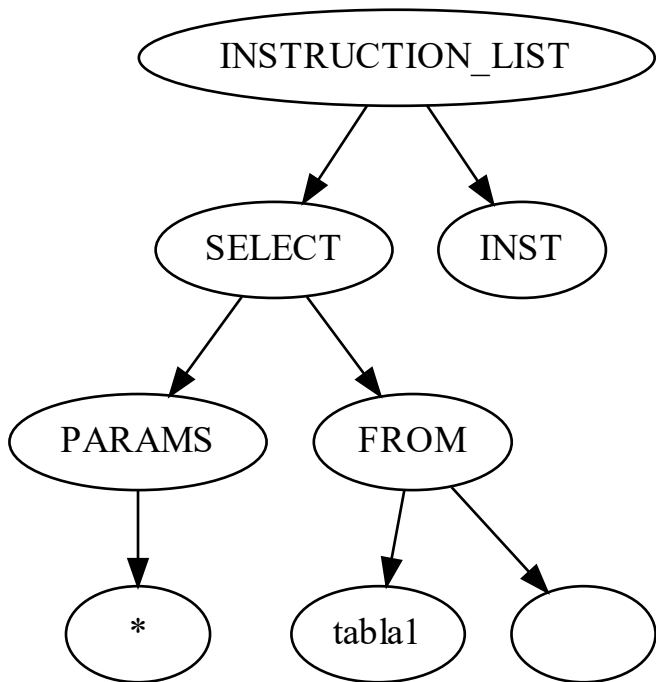 INSTRUCTION_LIST
SELECT
INST
PARAMS
FROM
*
tabla1